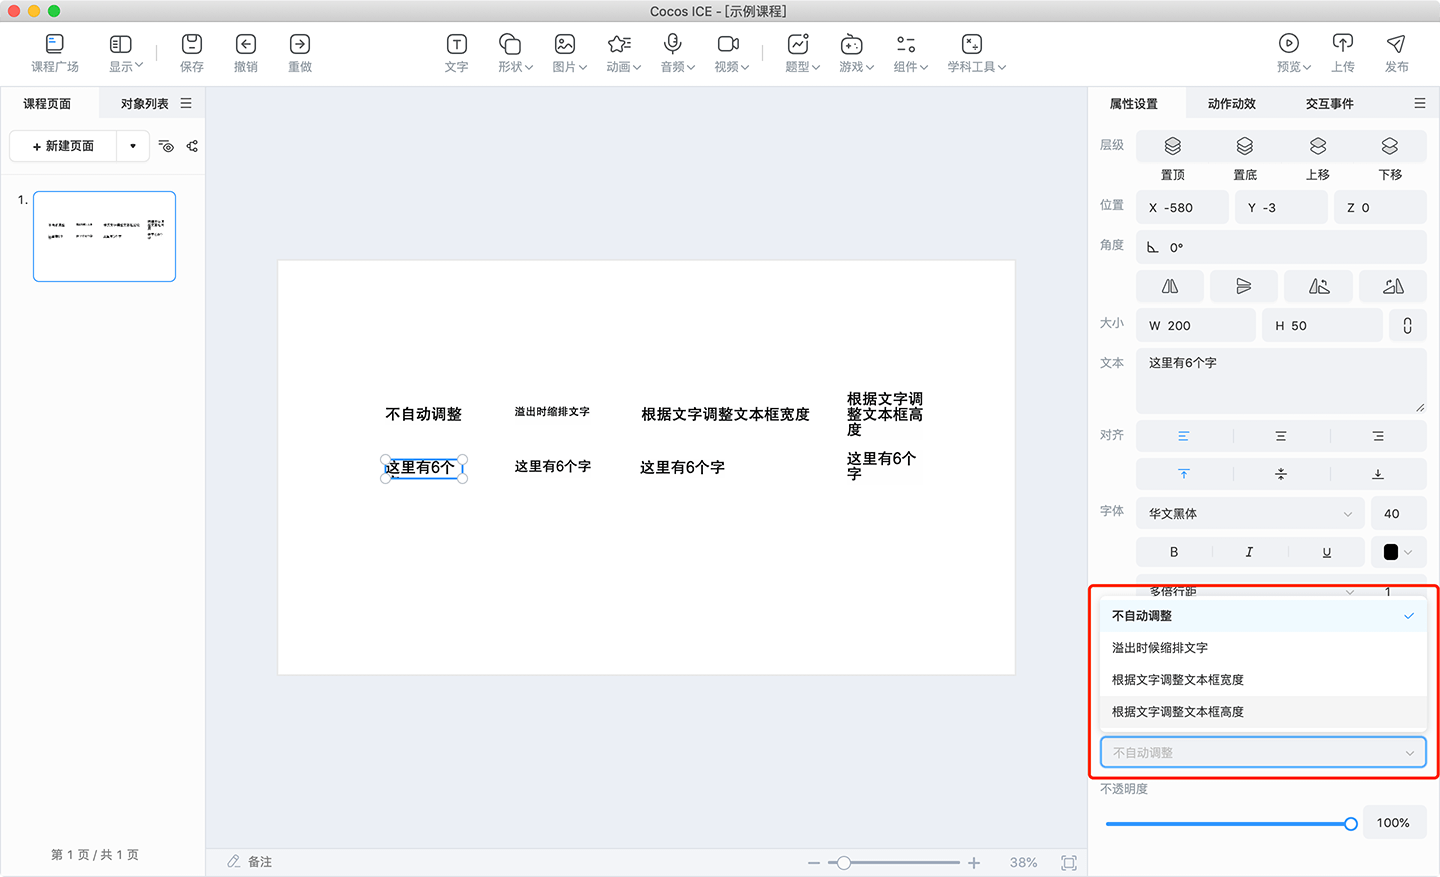 Cocos ICE - [示例课程]
课程广场 显示 保存 撤销 重做 文字 形状 图片 动画 音频 视频 题型 游戏 组件 学科工具 预览 上传 发布
课程页面 对象列表
+ 新建页面
1.
第 1 页 / 共 1 页
不自动调整
溢出时缩排文字
根据文字调整文本框宽度
根据文字调
整文本框高
度
这里有6个
这里有6个字
这里有6个字
这里有6个
字
备注
38%
属性设置 动作动效 交互事件
层级
置顶 置底 上移 下移
位置 X -580 Y -3 Z 0
角度 0°
大小 W 200 H 50
文本 这里有6个字
对齐
字体 华文黑体 40
B I U
多倍行距 1
不自动调整
溢出时候缩排文字
根据文字调整文本框宽度
根据文字调整文本框高度
不自动调整
不透明度
100%